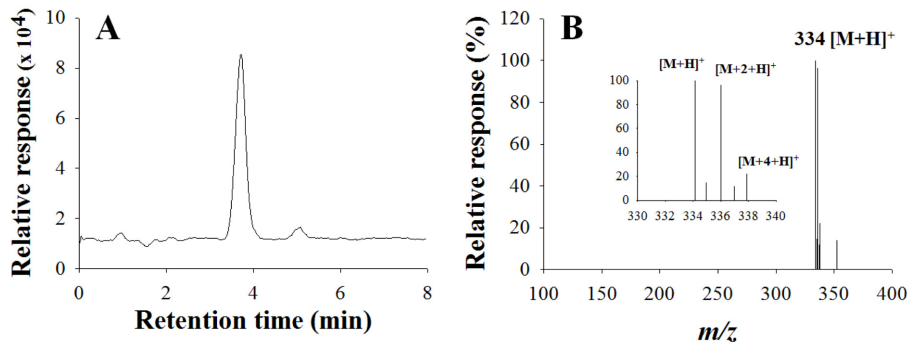 A
Relative response (x 10⁴)
10
8
6
4
2
0
0 2 4 6 8
Retention time (min)
B
Relative response (%)
120
100
80
60
40
20
0
100 150 200 250 300 350 400
m/z
334 [M+H]⁺
[M+H]⁺
[M+2+H]⁺
[M+4+H]⁺
100
80
60
40
20
0
330 332 334 336 338 340